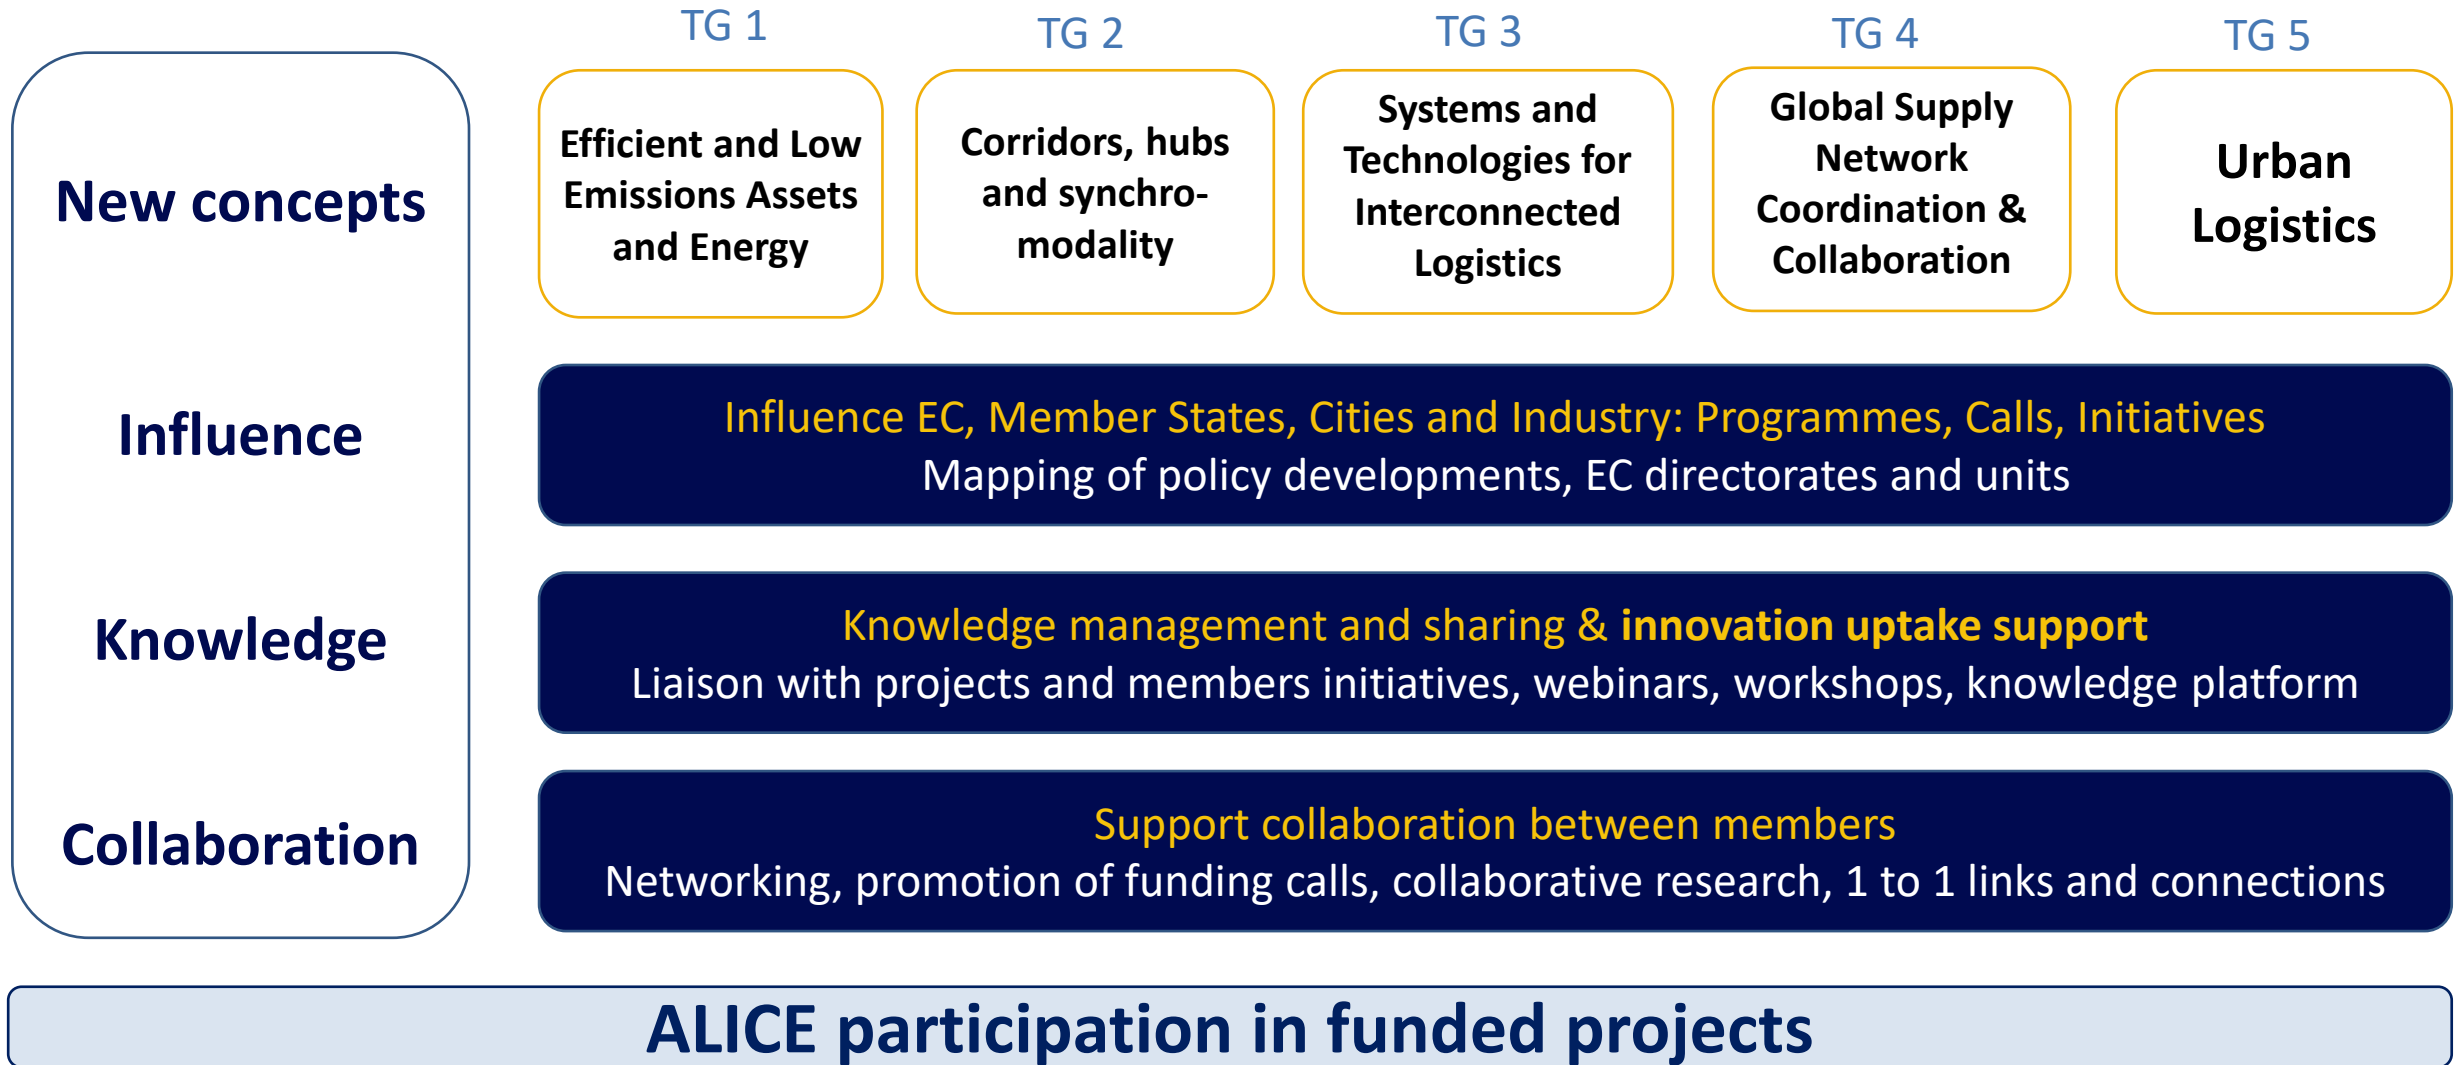 TG 1
TG 2
TG 3
TG 4
TG 5
New concepts
Efficient and Low
Emissions Assets
and Energy
Corridors, hubs
and synchro-
modality
Systems and
Technologies for
Interconnected
Logistics
Global Supply
Network
Coordination &
Collaboration
Urban
Logistics
Influence
Influence EC, Member States, Cities and Industry: Programmes, Calls, Initiatives
Mapping of policy developments, EC directorates and units
Knowledge
Knowledge management and sharing & innovation uptake support
Liaison with projects and members initiatives, webinars, workshops, knowledge platform
Collaboration
Support collaboration between members
Networking, promotion of funding calls, collaborative research, 1 to 1 links and connections
ALICE participation in funded projects